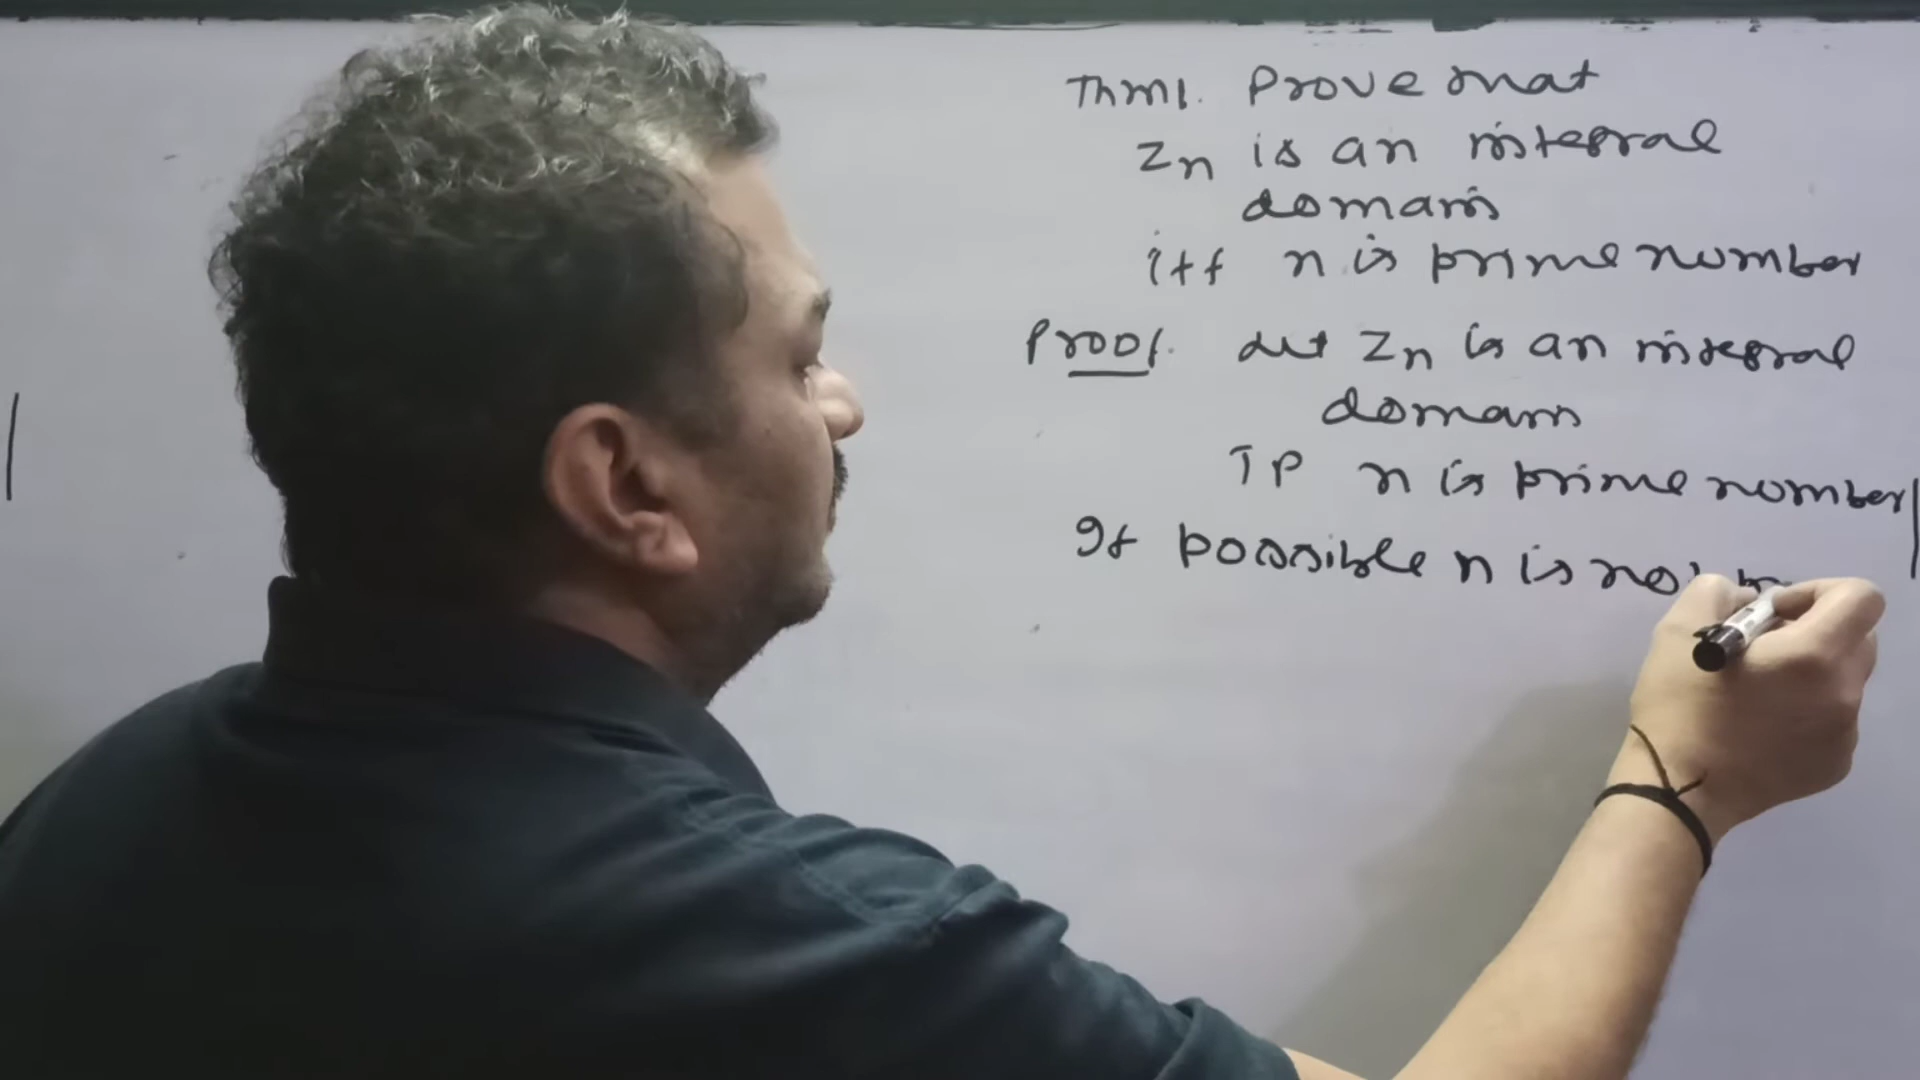 Thm1. Prove that
Zn is an integral
domain
iff n is prime number
Proof. Let Zn is an integral
domain
TP n is prime number
If possible n is not